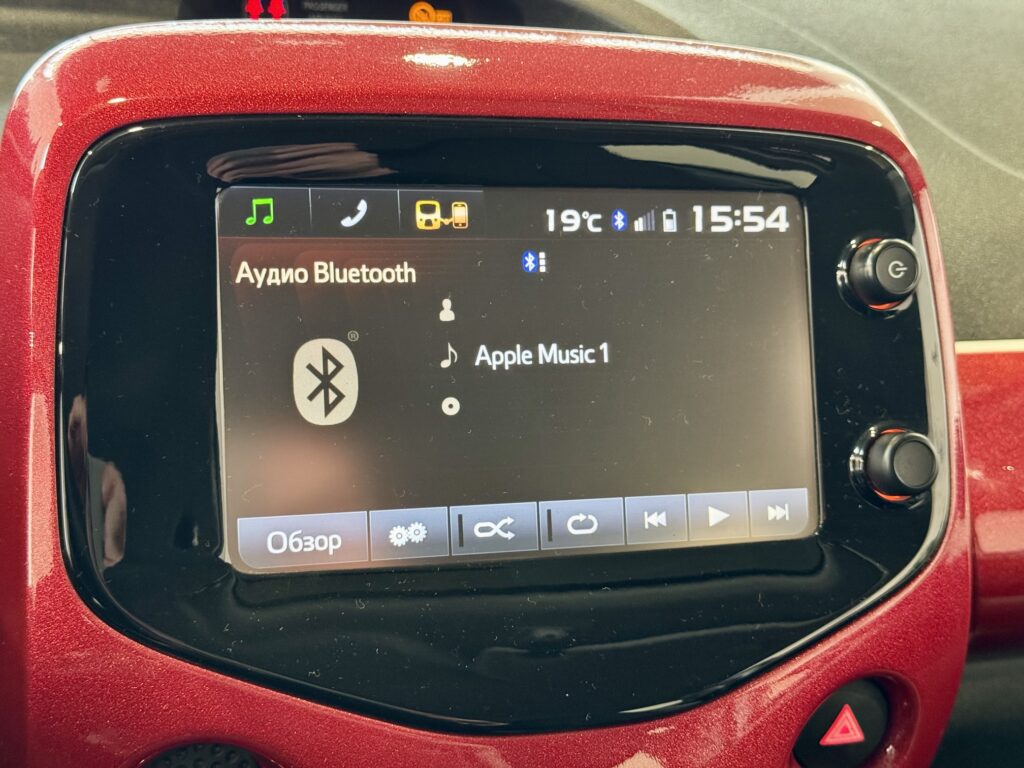 19°C 15:54
Аудио Bluetooth
®
Apple Music 1
Обзор